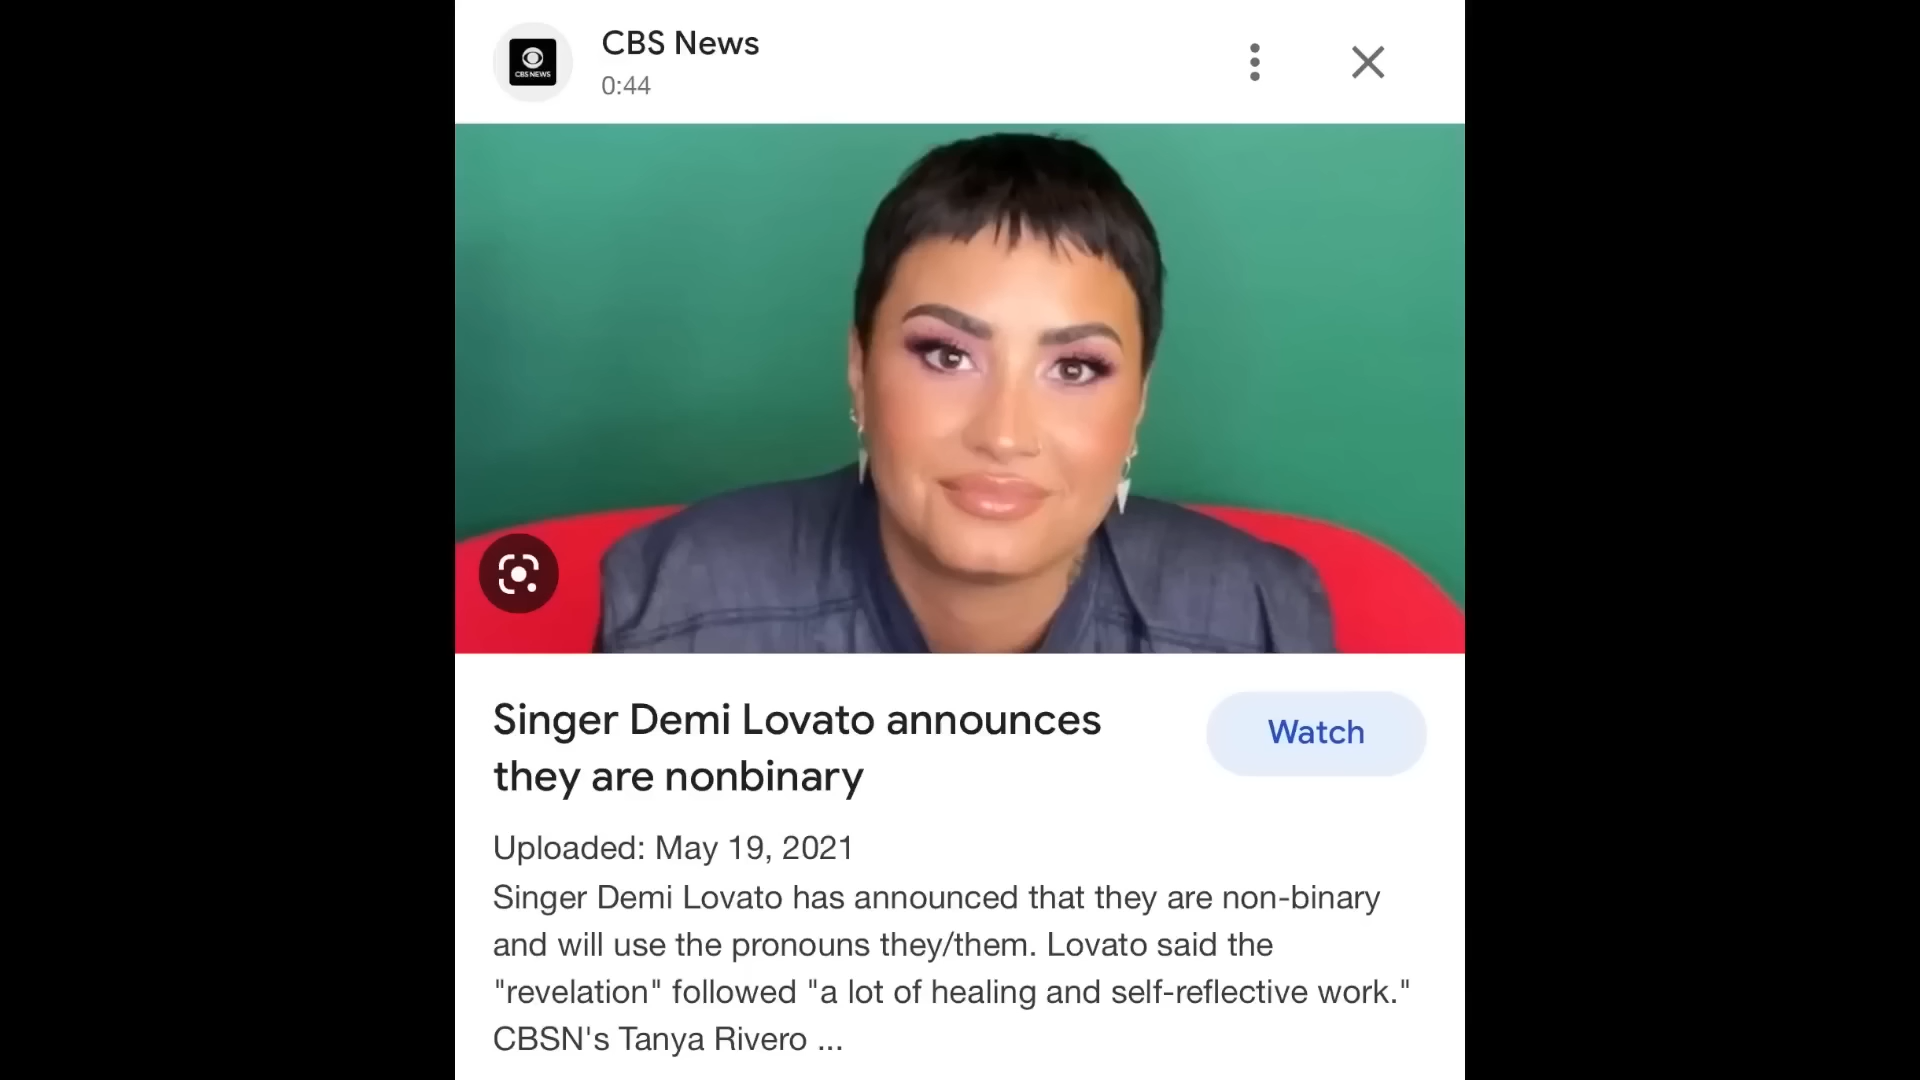 CBS NEWS
CBS News
0:44
Singer Demi Lovato announces
they are nonbinary
Watch
Uploaded: May 19, 2021
Singer Demi Lovato has announced that they are non-binary
and will use the pronouns they/them. Lovato said the
"revelation" followed "a lot of healing and self-reflective work."
CBSN's Tanya Rivero ...